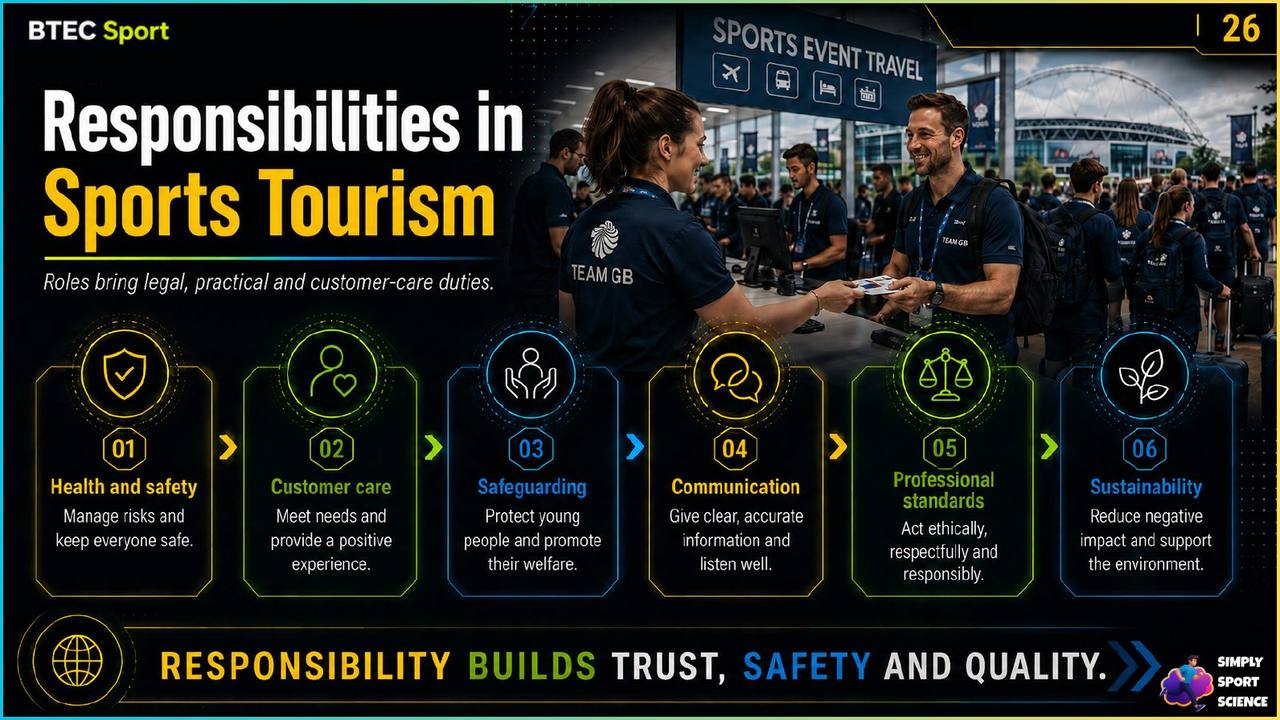 BTEC Sport
SPORTS EVENT TRAVEL
26
Responsibilities in
Sports Tourism
Roles bring legal, practical and customer-care duties.
TEAM GB
TEAM GB
01
Health and safety
Manage risks and
keep everyone safe.
02
Customer care
Meet needs and
provide a positive
experience.
03
Safeguarding
Protect young
people and promote
their welfare.
04
Communication
Give clear, accurate
information and
listen well.
05
Professional
standards
Act ethically,
respectfully and
responsibly.
06
Sustainability
Reduce negative
impact and support
the environment.
RESPONSIBILITY BUILDS TRUST, SAFETY AND QUALITY.
SIMPLY
SPORT
SCIENCE